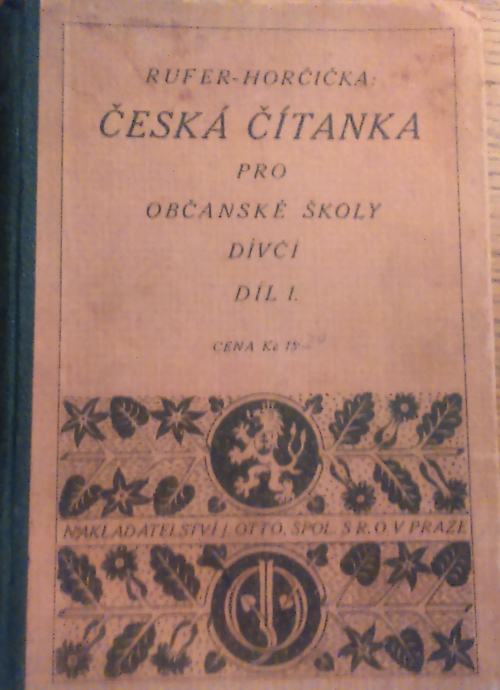 RUFER-HORČIČKA:
ČESKÁ ČÍTANKA
PRO
OBČANSKÉ ŠKOLY
DÍVČÍ
DÍL I.
CENA Kč
NAKLADATELSTVÍ J. OTTO, SPOL. S R. O. V PRAZE